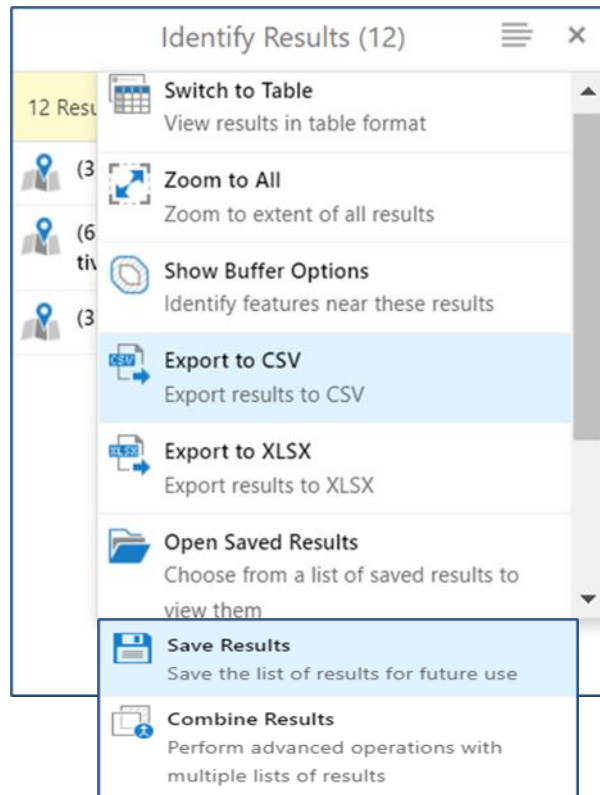 Identify Results (12)
12 Resu
Switch to Table
View results in table format
(3
Zoom to All
Zoom to extent of all results
(6
tiv
Show Buffer Options
Identify features near these results
(3
CSV
Export to CSV
Export results to CSV
XLSX
Export to XLSX
Export results to XLSX
Open Saved Results
Choose from a list of saved results to
view them
Save Results
Save the list of results for future use
Combine Results
Perform advanced operations with
multiple lists of results